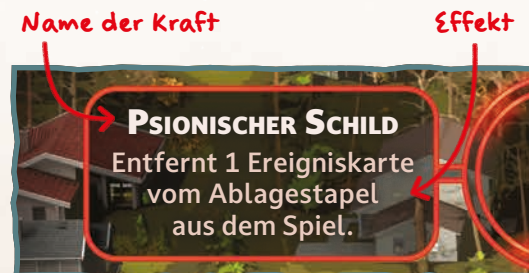 Name der Kraft
Effekt
Psionischer Schild
Entfernt 1 Ereigniskarte
vom Ablagestapel
aus dem Spiel.